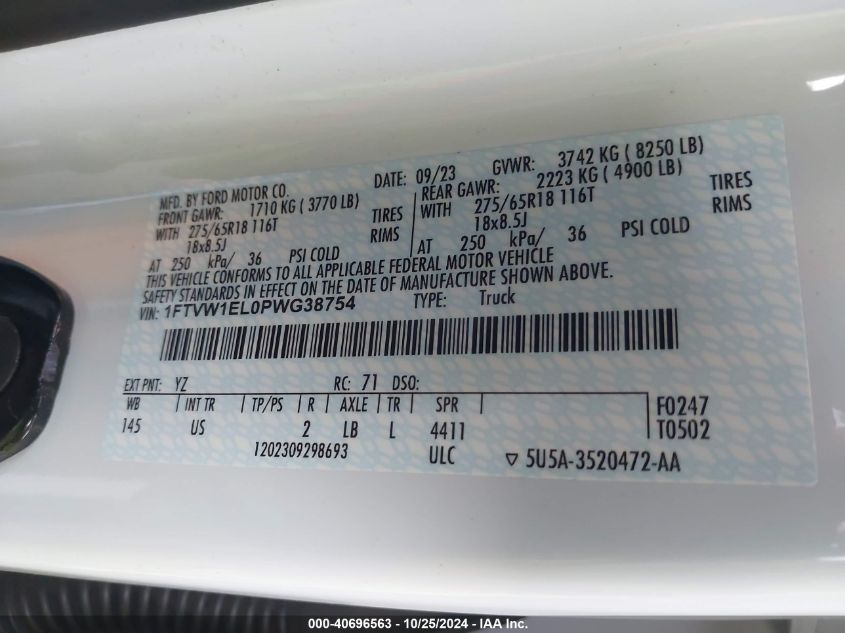 MFD. BY FORD MOTOR CO. DATE: 09/23 GVWR: 3742 KG ( 8250 LB)
FRONT GAWR: 1710 KG ( 3770 LB) REAR GAWR: 2223 KG ( 4900 LB)
WITH 275/65R18 116T TIRES WITH 275/65R18 116T TIRES
18x8.5J RIMS 18x8.5J RIMS
AT 250 kPa/ 36 PSI COLD AT 250 kPa/ 36 PSI COLD
THIS VEHICLE CONFORMS TO ALL APPLICABLE FEDERAL MOTOR VEHICLE
SAFETY STANDARDS IN EFFECT ON THE DATE OF MANUFACTURE SHOWN ABOVE.
VIN: 1FTVW1EL0PWG38754 TYPE: Truck
EXT PNT: YZ RC: 71 DSO:
WB INT TR TP/PS R AXLE TR SPR F0247
145 US 2 LB L 4411 T0502
1202309298693 ULC ▽ 5U5A-3520472-AA
000-40696563 - 10/25/2024 - IAA Inc.